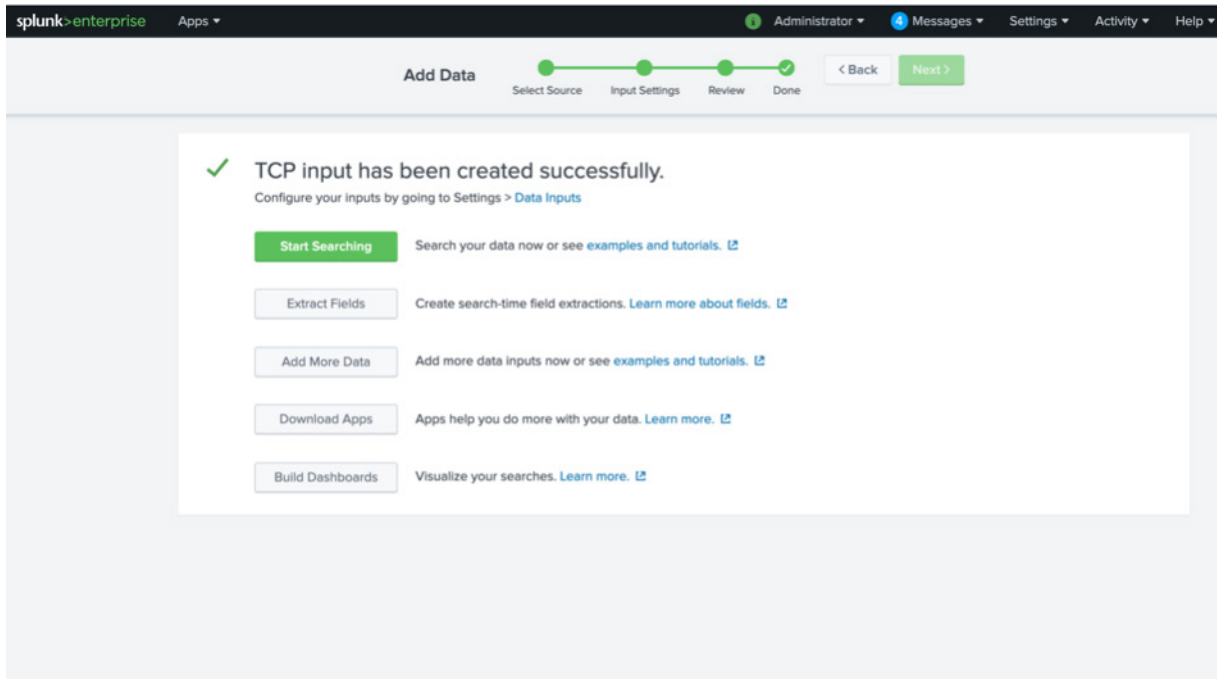 splunk>enterprise Apps Administrator 4 Messages Settings Activity Help
Add Data
Select Source Input Settings Review Done
< Back Next >
TCP input has been created successfully.
Configure your inputs by going to Settings > Data Inputs
Start Searching Search your data now or see examples and tutorials.
Extract Fields Create search-time field extractions. Learn more about fields.
Add More Data Add more data inputs now or see examples and tutorials.
Download Apps Apps help you do more with your data. Learn more.
Build Dashboards Visualize your searches. Learn more.